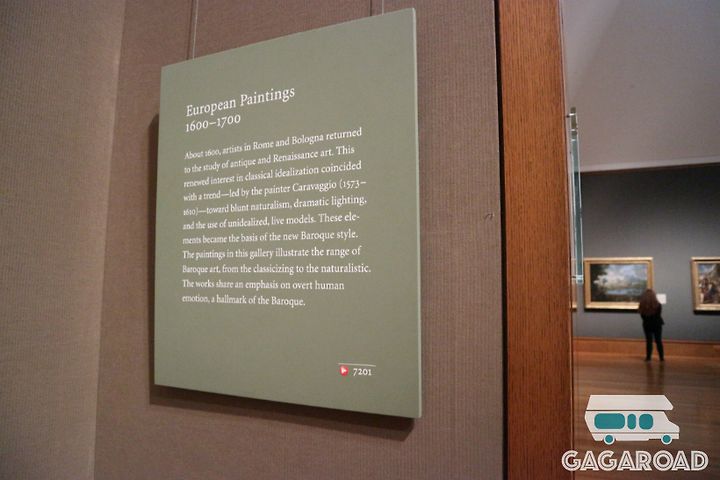 European Paintings
1600–1700
About 1600, artists in Rome and Bologna returned
to the study of antique and Renaissance art. This
renewed interest in classical idealization coincided
with a trend—led by the painter Caravaggio (1573–
1610)—toward blunt naturalism, dramatic lighting,
and the use of unidealized, live models. These ele-
ments became the basis of the new Baroque style.
The paintings in this gallery illustrate the range of
Baroque art, from the classicizing to the naturalistic.
The works share an emphasis on overt human
emotion, a hallmark of the Baroque.
7201
GAGAROAD